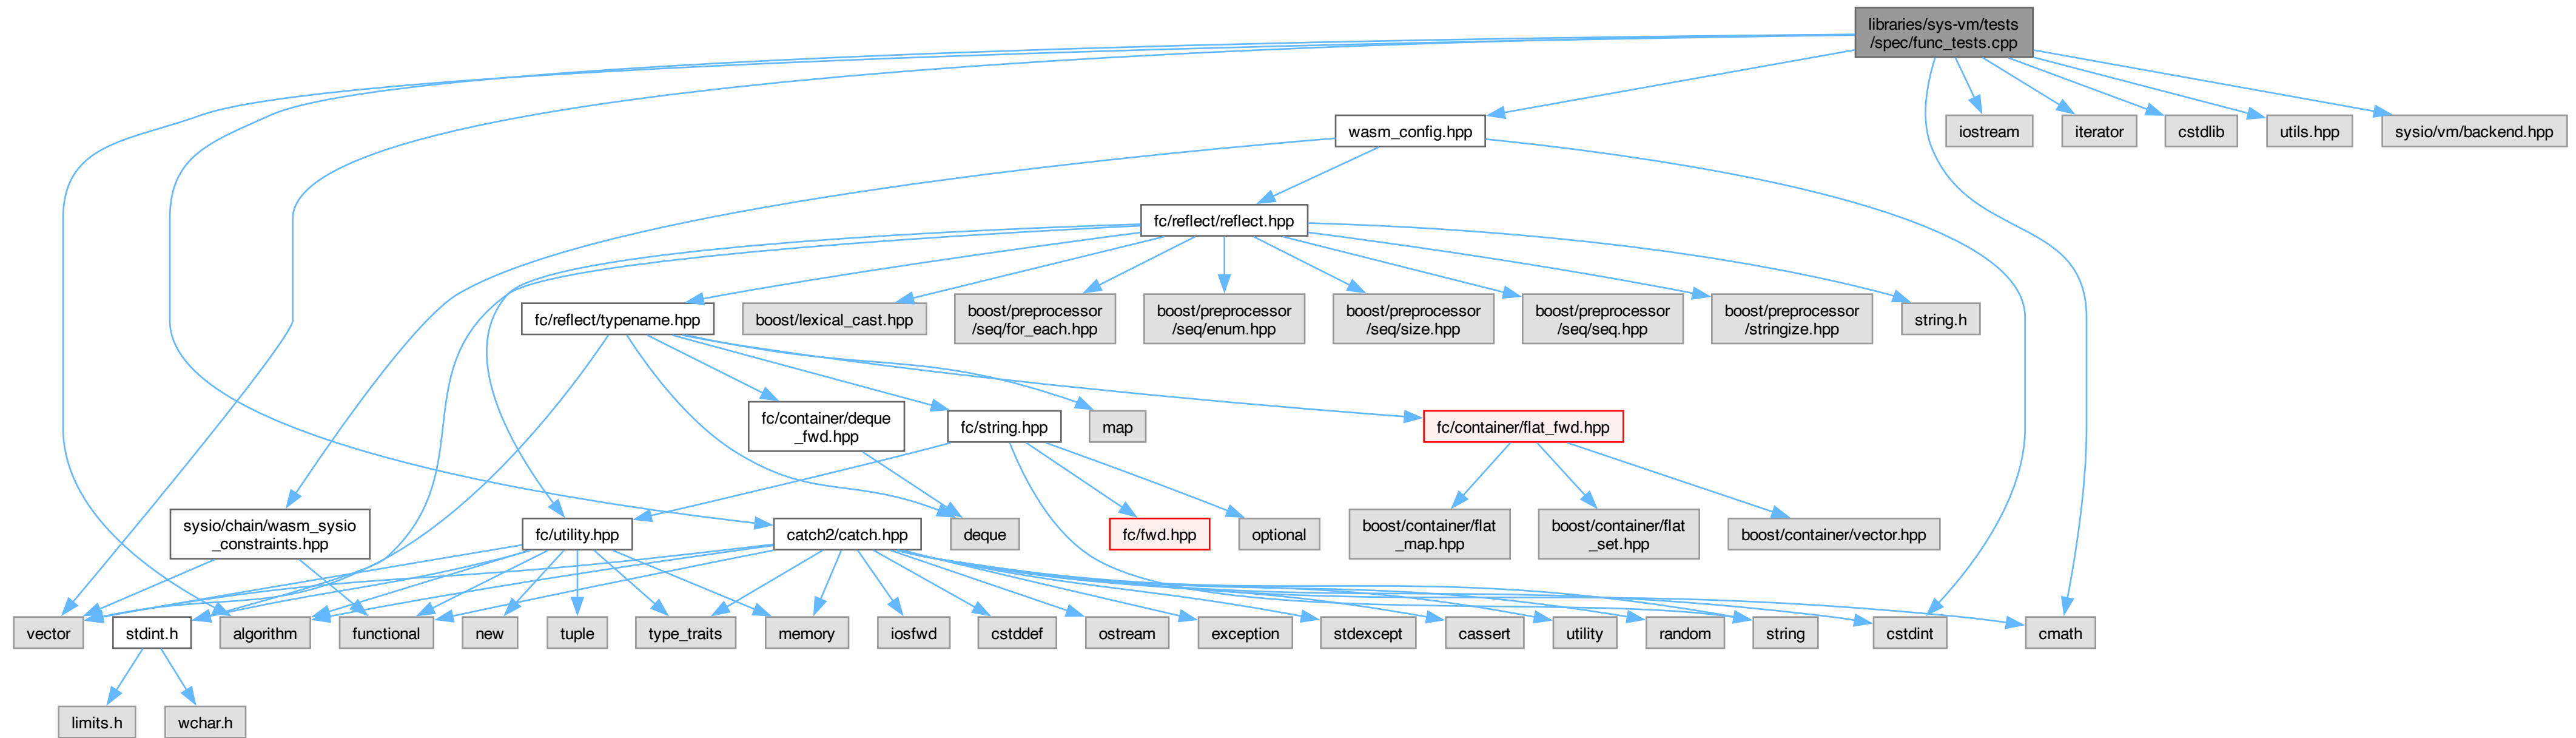 libraries/sys-vm/tests
/spec/func_tests.cpp
wasm_config.hpp
iostream
iterator
cstdlib
utils.hpp
sysio/vm/backend.hpp
fc/reflect/reflect.hpp
fc/reflect/typename.hpp
boost/lexical_cast.hpp
boost/preprocessor
/seq/for_each.hpp
boost/preprocessor
/seq/enum.hpp
boost/preprocessor
/seq/size.hpp
boost/preprocessor
/seq/seq.hpp
boost/preprocessor
/stringize.hpp
string.h
fc/container/deque
_fwd.hpp
fc/string.hpp
map
fc/container/flat_fwd.hpp
sysio/chain/wasm_sysio
_constraints.hpp
fc/utility.hpp
catch2/catch.hpp
deque
fc/fwd.hpp
optional
boost/container/flat
_map.hpp
boost/container/flat
_set.hpp
boost/container/vector.hpp
vector
stdint.h
algorithm
functional
new
tuple
type_traits
memory
iosfwd
cstddef
ostream
exception
stdexcept
cassert
utility
random
string
cstdint
cmath
limits.h
wchar.h